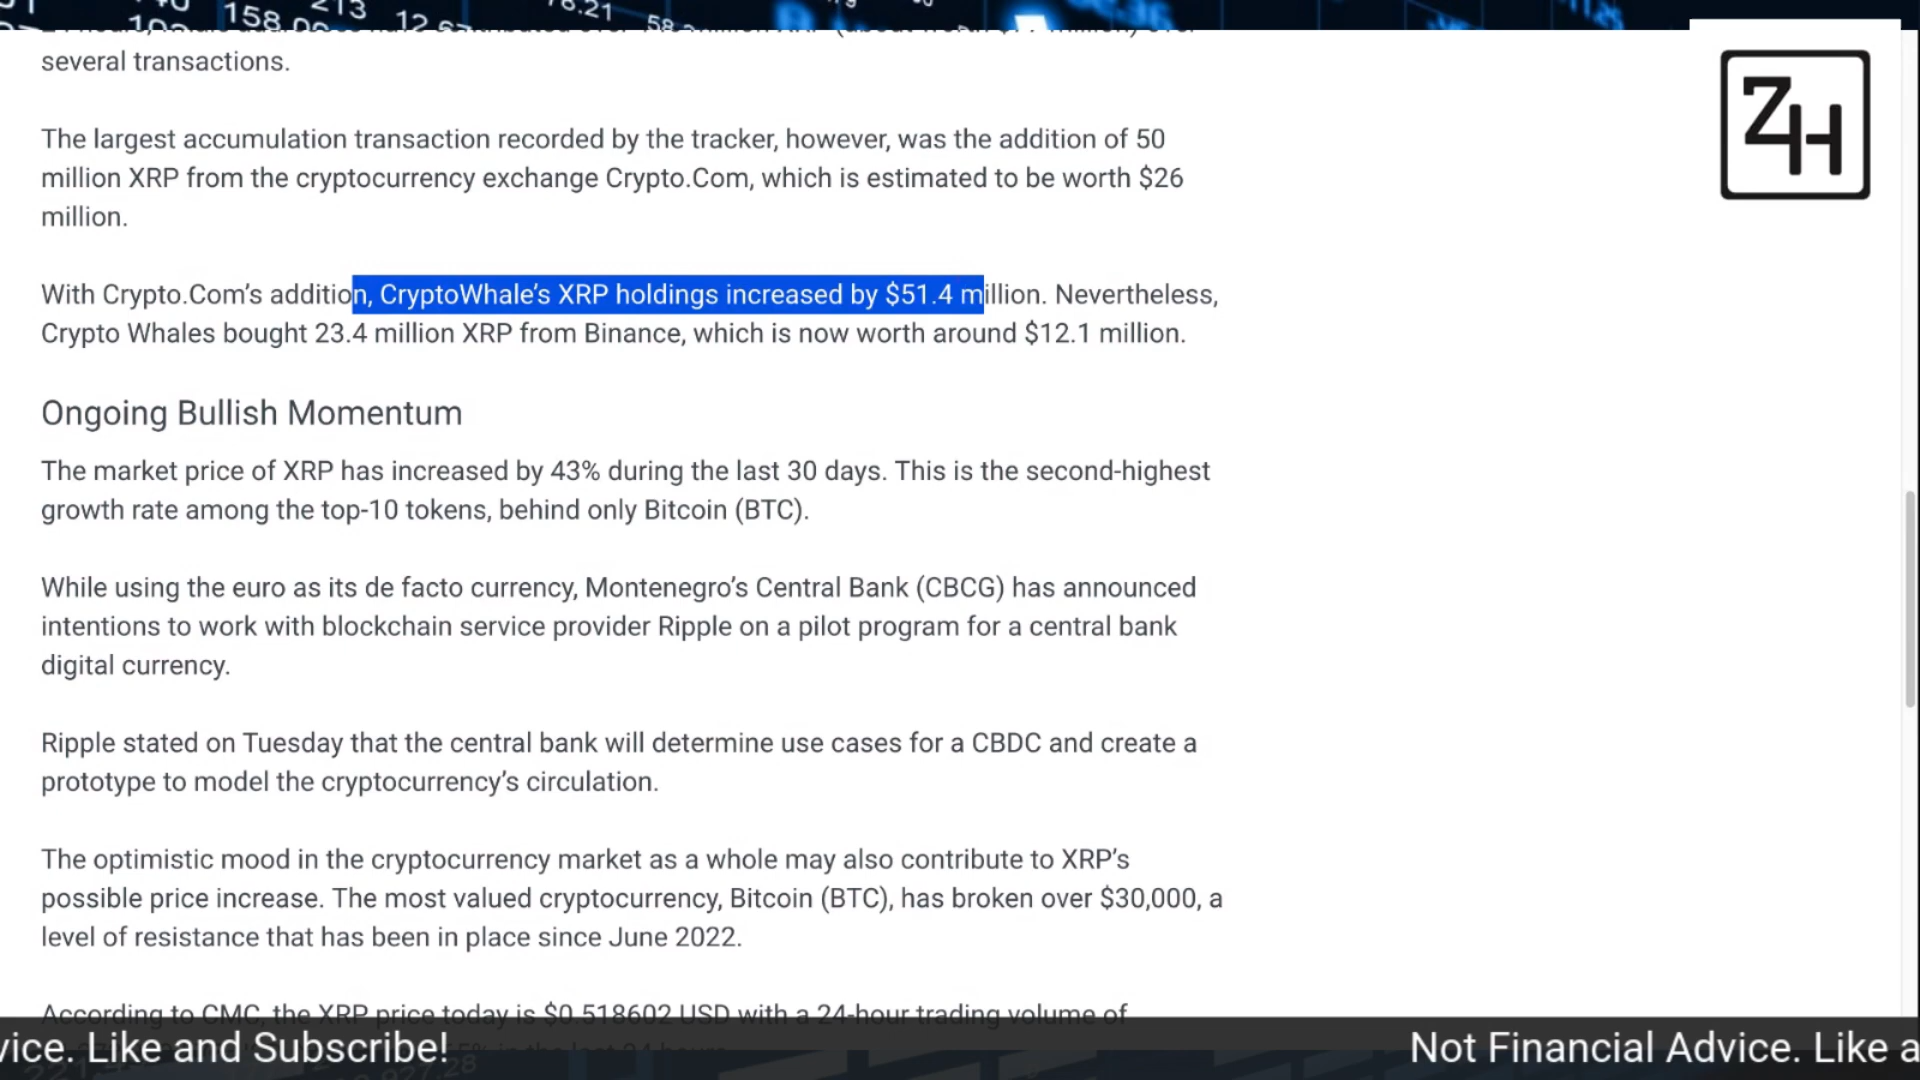 158.09
213
several transactions.
ZH
The largest accumulation transaction recorded by the tracker, however, was the addition of 50
million XRP from the cryptocurrency exchange Crypto.Com, which is estimated to be worth $26
million.
With Crypto.Com’s addition, CryptoWhale’s XRP holdings increased by $51.4 million. Nevertheless,
Crypto Whales bought 23.4 million XRP from Binance, which is now worth around $12.1 million.
Ongoing Bullish Momentum
The market price of XRP has increased by 43% during the last 30 days. This is the second-highest
growth rate among the top-10 tokens, behind only Bitcoin (BTC).
While using the euro as its de facto currency, Montenegro’s Central Bank (CBCG) has announced
intentions to work with blockchain service provider Ripple on a pilot program for a central bank
digital currency.
Ripple stated on Tuesday that the central bank will determine use cases for a CBDC and create a
prototype to model the cryptocurrency’s circulation.
The optimistic mood in the cryptocurrency market as a whole may also contribute to XRP’s
possible price increase. The most valued cryptocurrency, Bitcoin (BTC), has broken over $30,000, a
level of resistance that has been in place since June 2022.
According to CMC, the XRP price today is $0.518602 USD with a 24-hour trading volume of
vice. Like and Subscribe!
Not Financial Advice. Like a